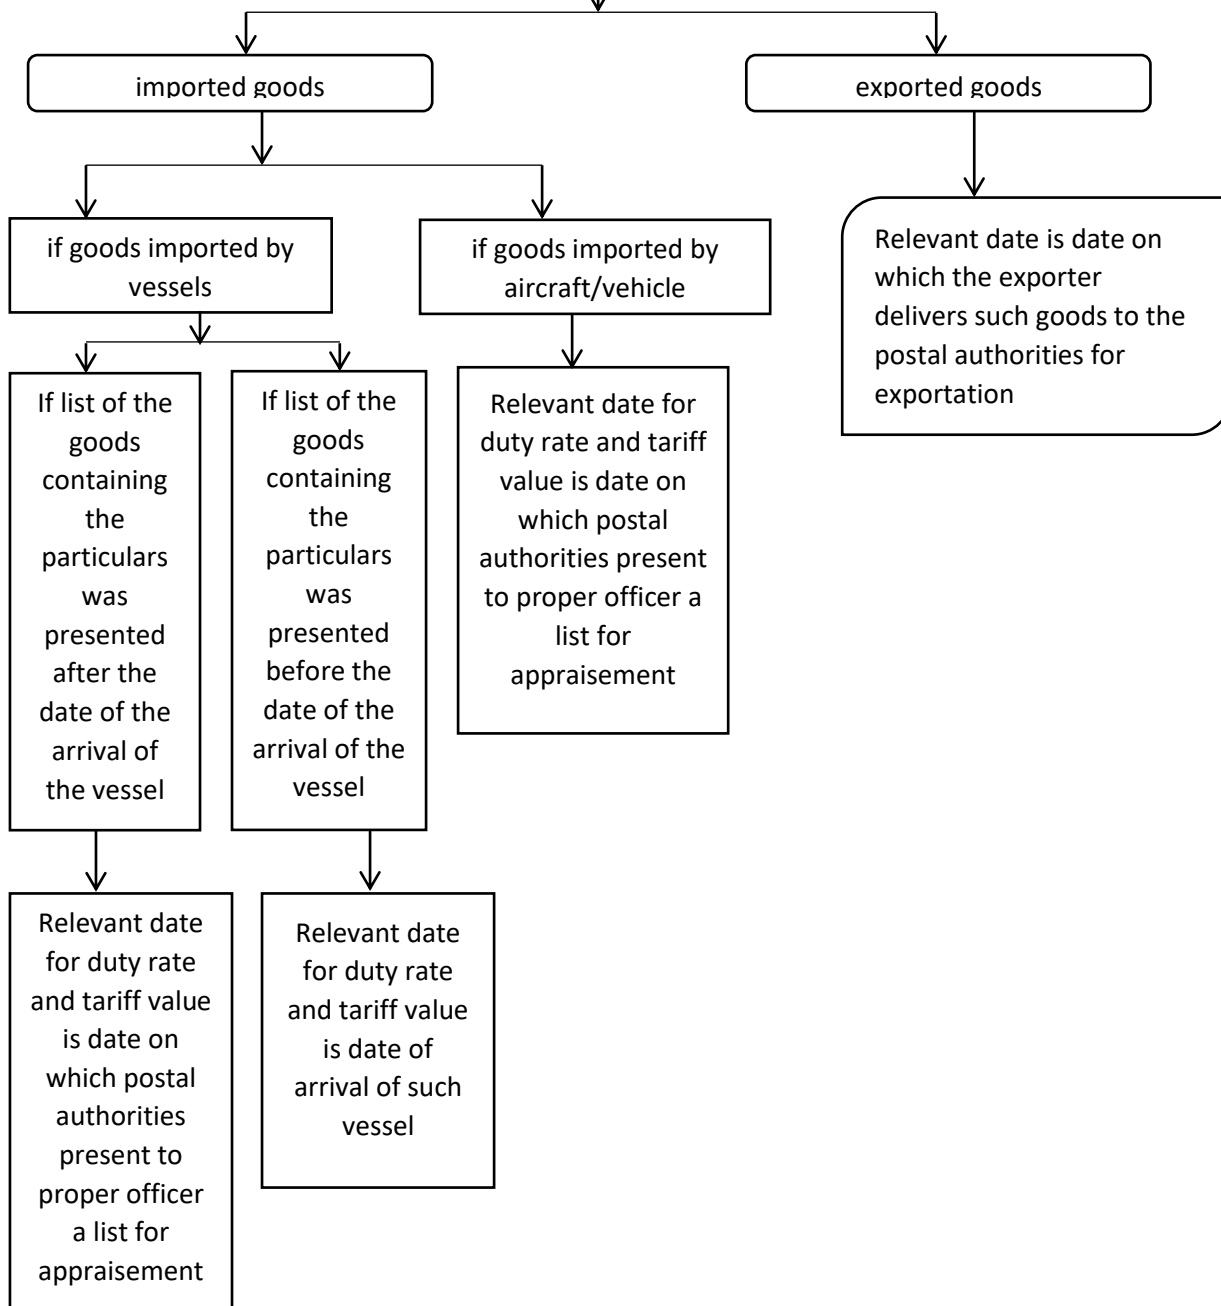 imported goods
exported goods
if goods imported by
vessels
if goods imported by
aircraft/vehicle
Relevant date is date on
which the exporter
delivers such goods to the
postal authorities for
exportation
If list of the
goods
containing
the
particulars
was
presented
after the
date of the
arrival of
the vessel
If list of the
goods
containing
the
particulars
was
presented
before the
date of the
arrival of the
vessel
Relevant date for
duty rate and tariff
value is date on
which postal
authorities present
to proper officer a
list for
appraisement
Relevant date
for duty rate
and tariff value
is date on
which postal
authorities
present to
proper officer
a list for
appraisement
Relevant date
for duty rate
and tariff value
is date of
arrival of such
vessel